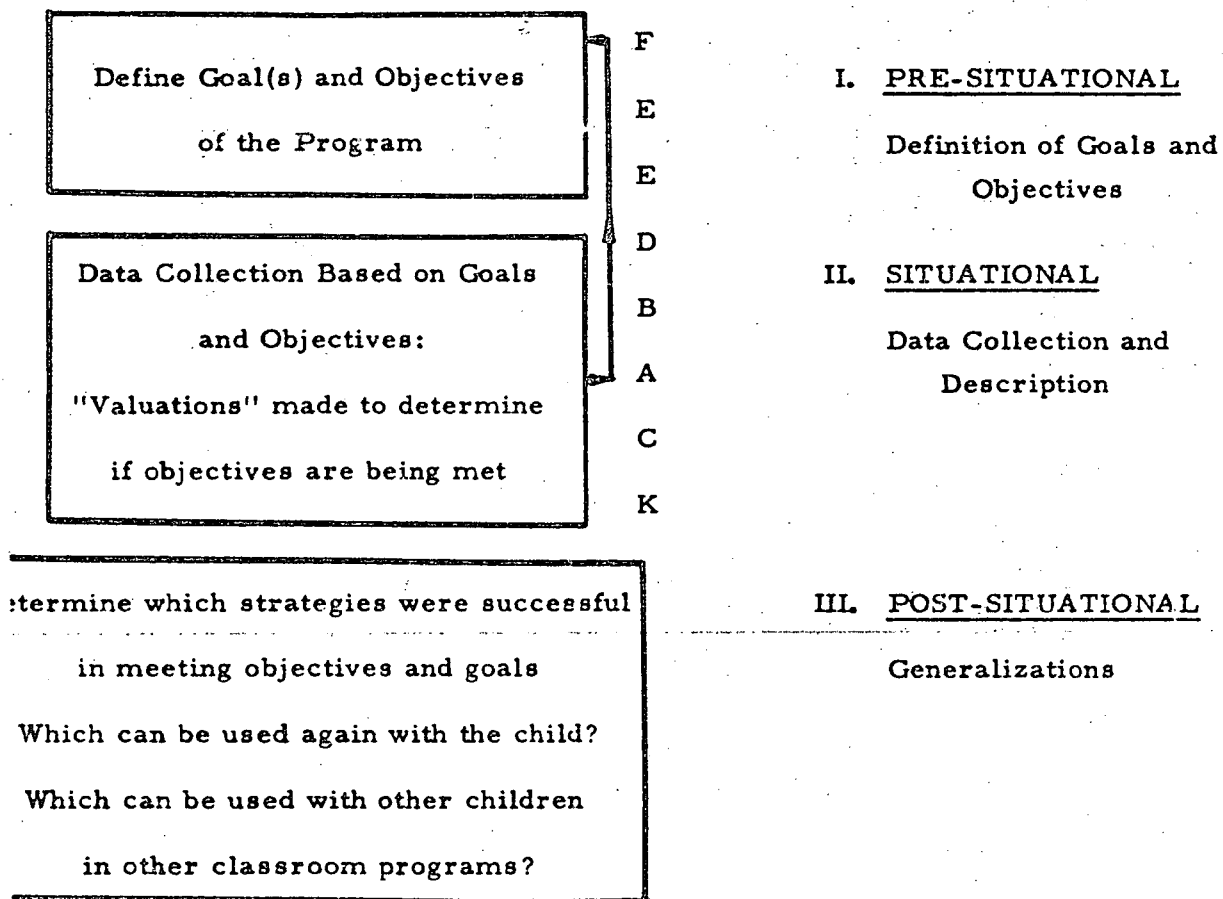 Define Goal(s) and Objectives
of the Program
Data Collection Based on Goals
and Objectives:
"Valuations" made to determine
if objectives are being met
F
E
E
D
B
A
C
K
:termine which strategies were successful
in meeting objectives and goals
Which can be used again with the child?
Which can be used with other children
in other classroom programs?
I. PRE-SITUATIONAL
Definition of Goals and
Objectives
II. SITUATIONAL
Data Collection and
Description
III. POST-SITUATIONAL
Generalizations